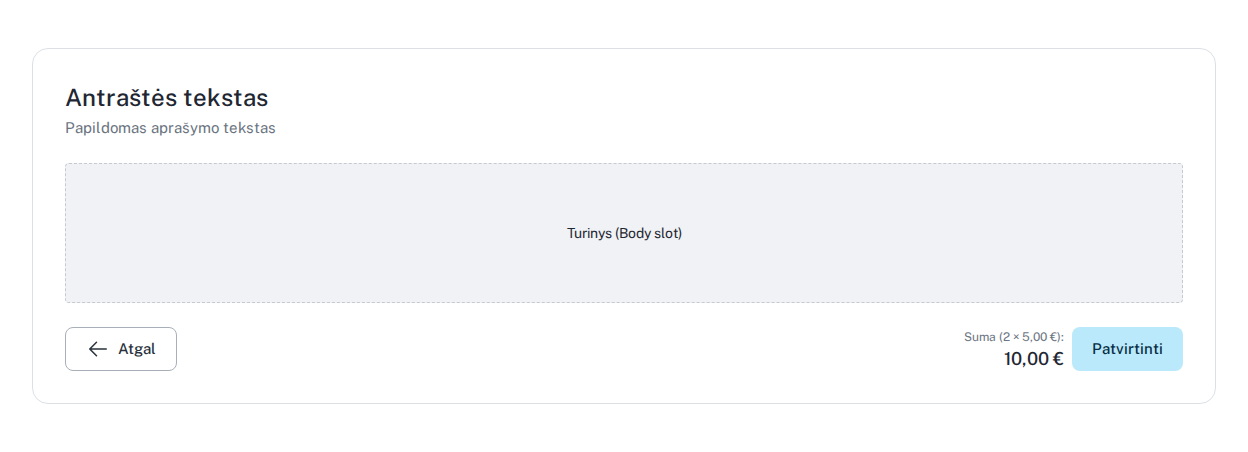 Antraštės tekstas
Papildomas aprašymo tekstas
Turinys (Body slot)
Atgal
Suma (2 × 5,00 €):
10,00 €
Patvirtinti